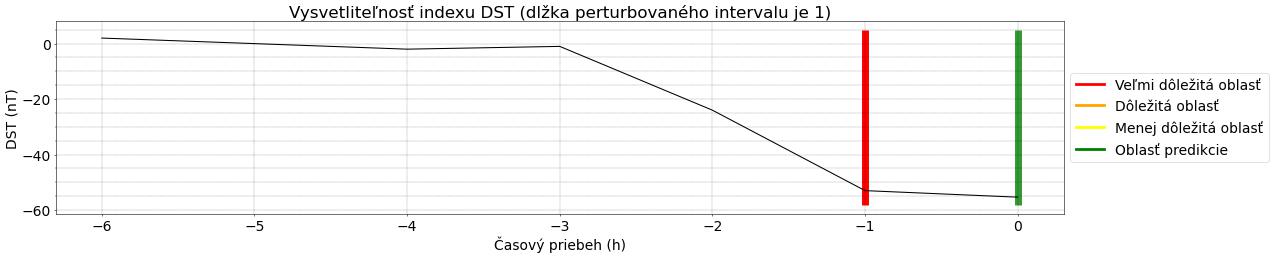 Vysvetliteľnosť indexu DST (dĺžka perturbovaného intervalu je 1)
DST (nT)
0
−20
−40
−60
−6
−5
−4
−3
−2
−1
0
Časový priebeh (h)
Veľmi dôležitá oblasť
Dôležitá oblasť
Menej dôležitá oblasť
Oblasť predikcie